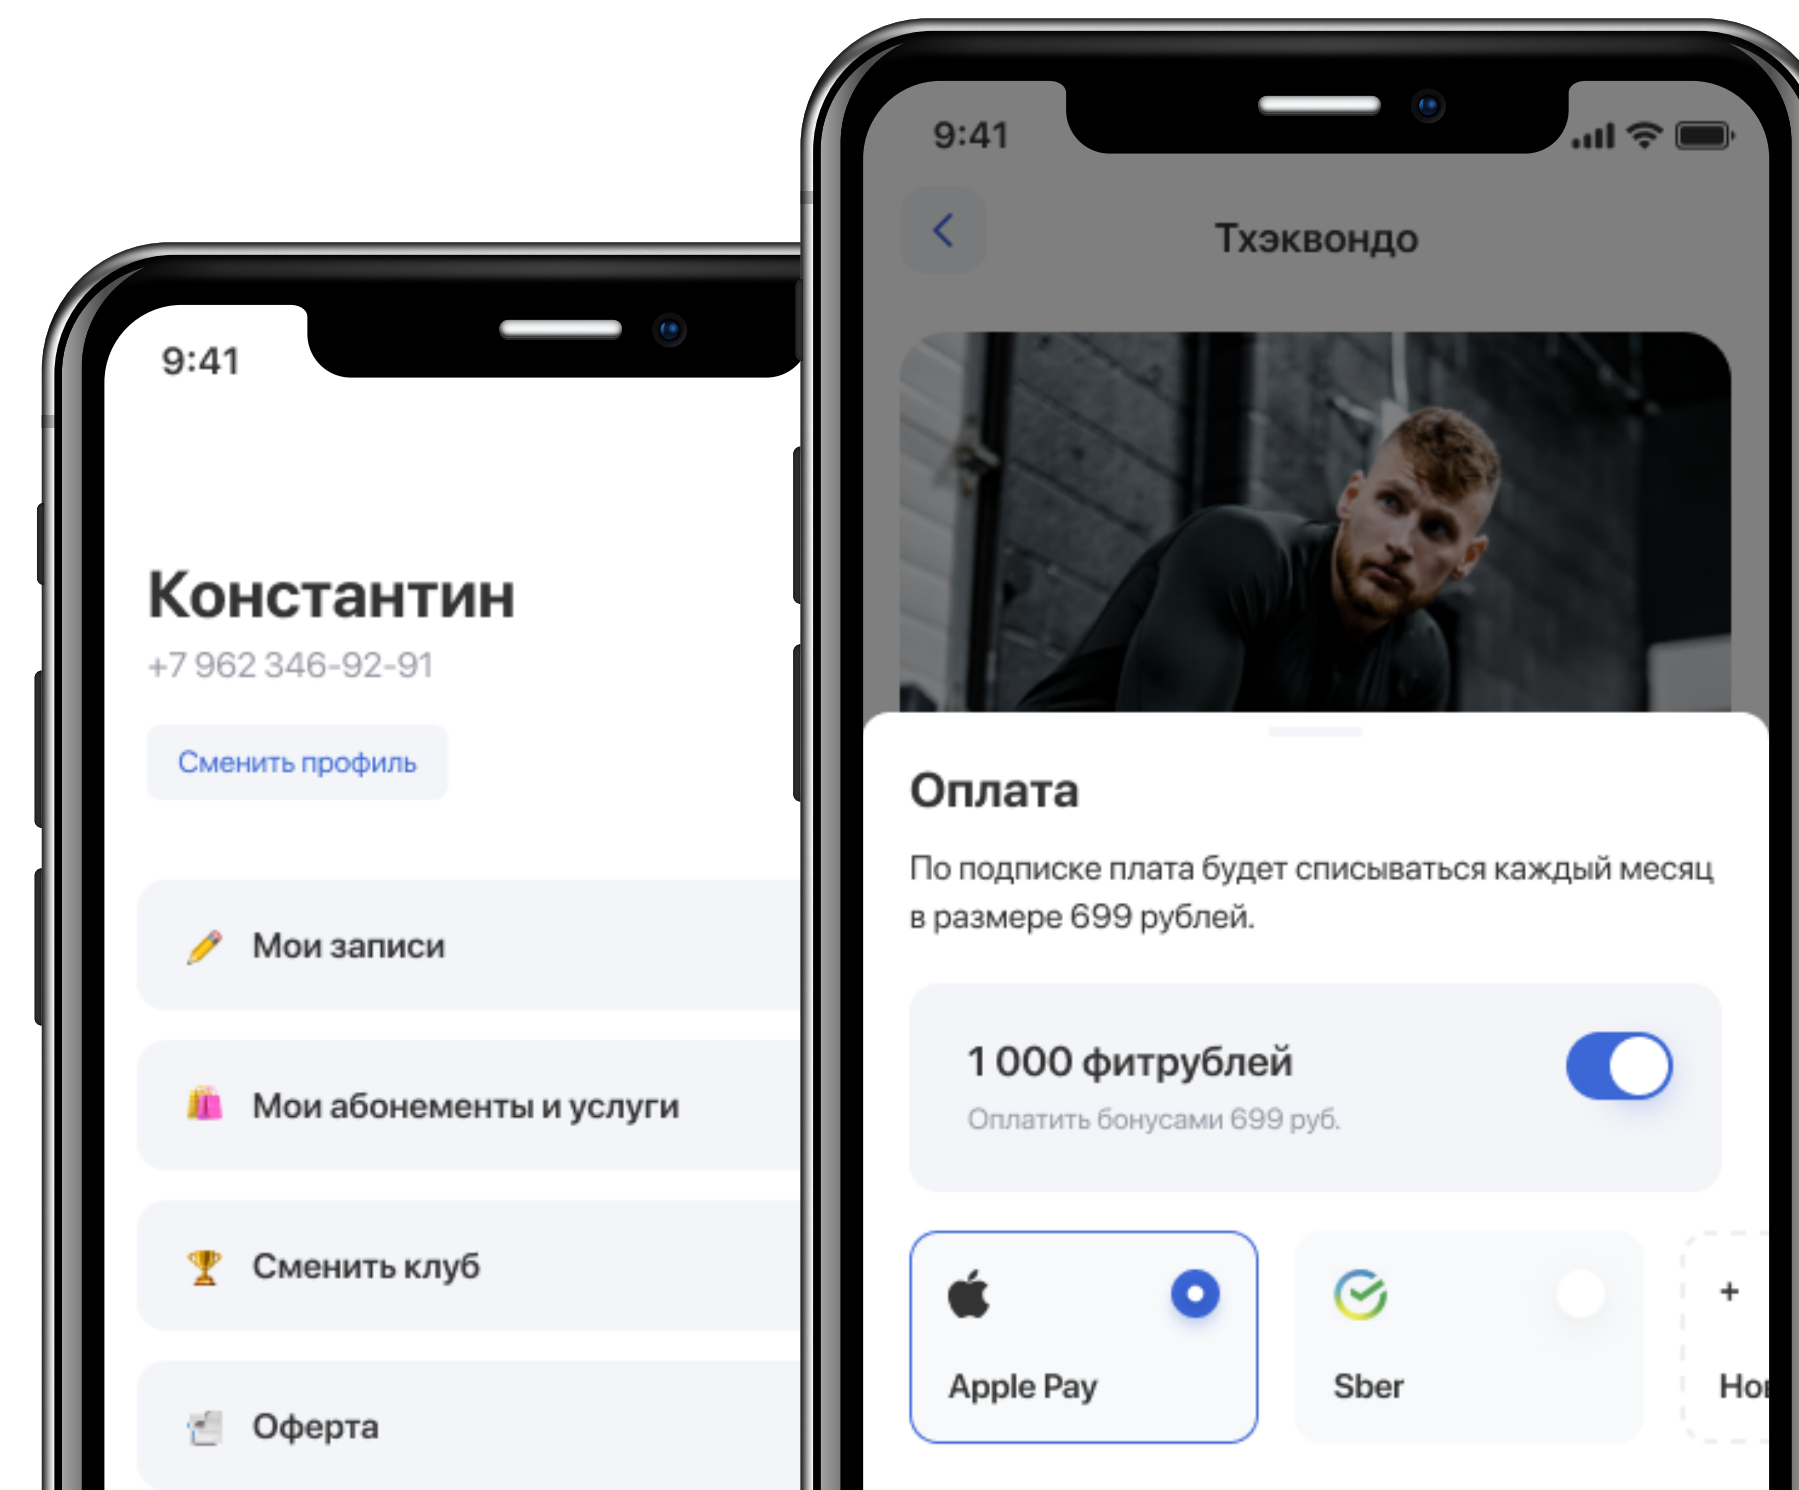 9:41
Константин
+7 962 346-92-91
Сменить профиль
Мои записи
Мои абонементы и услуги
Сменить клуб
Оферта
9:41
Тхэквондо
Оплата
По подписке плата будет списываться каждый месяц
в размере 699 рублей.
1 000 фитрублей
Оплатить бонусами 699 руб.
Apple Pay
Sber
+